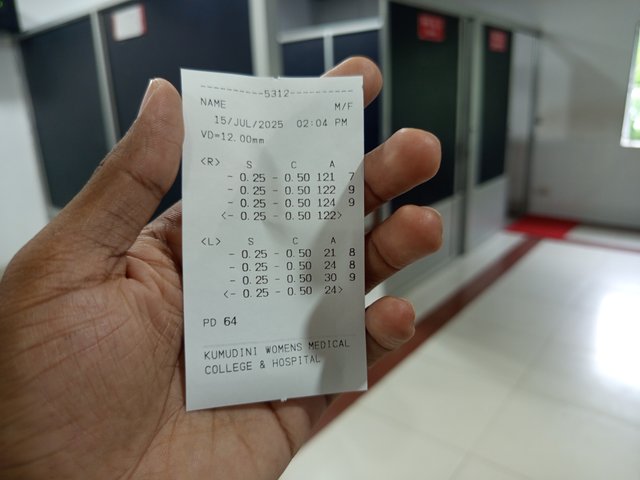 ----------5312----------
NAME M/F
15/JUL/2025 02:04 PM
VD=12.00mm
<R> S C A
- 0.25 - 0.50 121 7
- 0.25 - 0.50 122 9
- 0.25 - 0.50 124 9
<- 0.25 - 0.50 122>
<L> S C A
- 0.25 - 0.50 21 8
- 0.25 - 0.50 24 8
- 0.25 - 0.50 30 9
<- 0.25 - 0.50 24>
PD 64
KUMUDINI WOMENS MEDICAL
COLLEGE & HOSPITAL